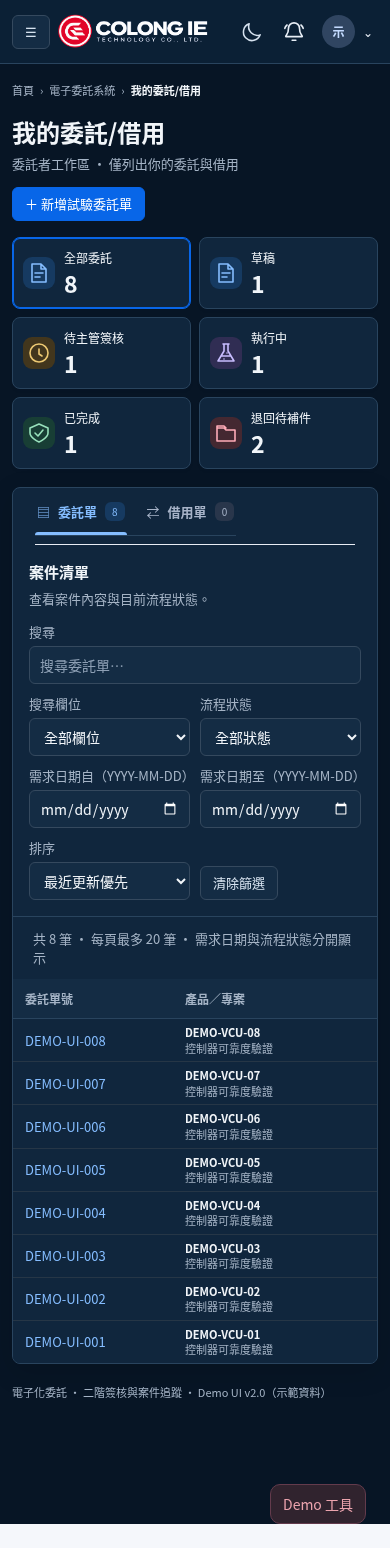 ☰ COLONG IE 示 ⌄
TECHNOLOGY CO., LTD.
首頁 › 電子委託系統 › 我的委託/借用
我的委託/借用
委託者工作區 • 僅列出你的委託與借用
＋ 新增試驗委託單
全部委託
8
草稿
1
待主管簽核
1
執行中
1
已完成
1
退回待補件
2
委託單 8 借用單 0
案件清單
查看案件內容與目前流程狀態。
搜尋
搜尋委託單…
搜尋欄位 流程狀態
全部欄位 全部狀態
需求日期自（YYYY-MM-DD） 需求日期至（YYYY-MM-DD）
mm/dd/yyyy mm/dd/yyyy
排序
最近更新優先 清除篩選
共 8 筆 • 每頁最多 20 筆 • 需求日期與流程狀態分開顯
示
委託單號 產品／專案
DEMO-UI-008 DEMO-VCU-08
控制器可靠度驗證
DEMO-UI-007 DEMO-VCU-07
控制器可靠度驗證
DEMO-UI-006 DEMO-VCU-06
控制器可靠度驗證
DEMO-UI-005 DEMO-VCU-05
控制器可靠度驗證
DEMO-UI-004 DEMO-VCU-04
控制器可靠度驗證
DEMO-UI-003 DEMO-VCU-03
控制器可靠度驗證
DEMO-UI-002 DEMO-VCU-02
控制器可靠度驗證
DEMO-UI-001 DEMO-VCU-01
控制器可靠度驗證
電子化委託 • 二階簽核與案件追蹤 • Demo UI v2.0（示範資料）
Demo 工具